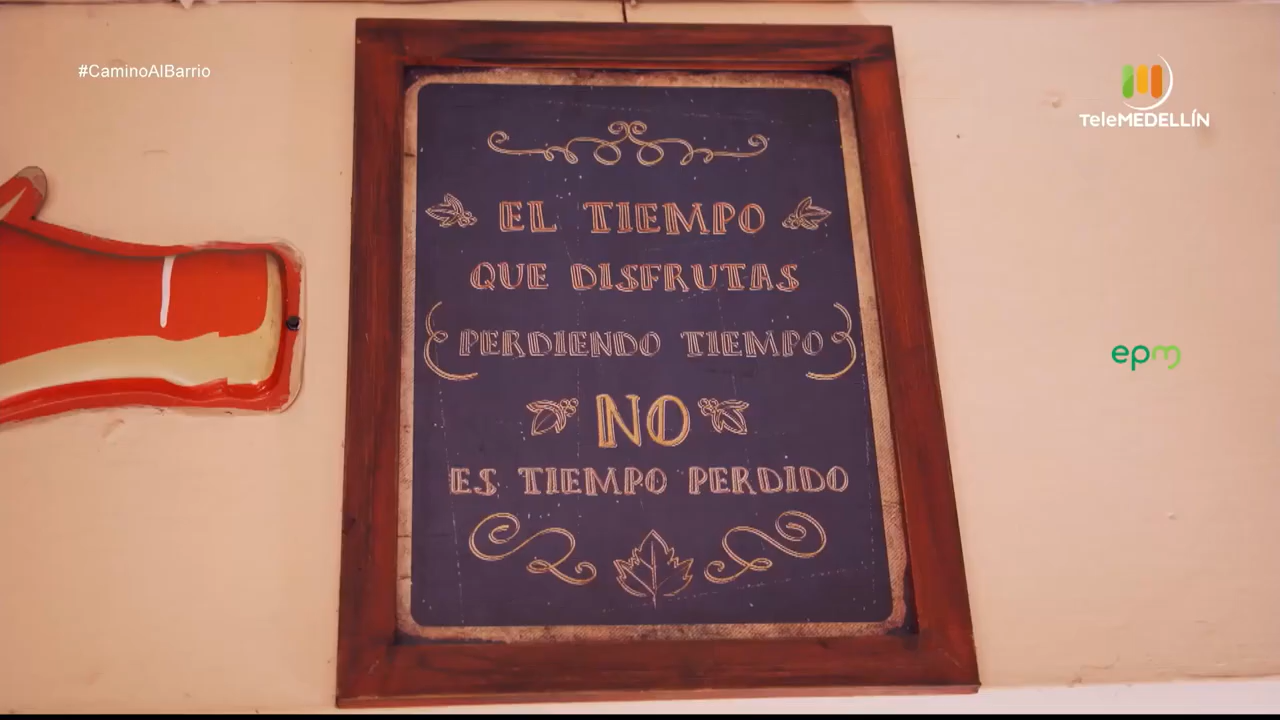 #CaminoAlBarrio
TeleMEDELLÍN
EL TIEMPO
QUE DISFRUTAS
PERDIENDO TIEMPO
NO
ES TIEMPO PERDIDO
epm